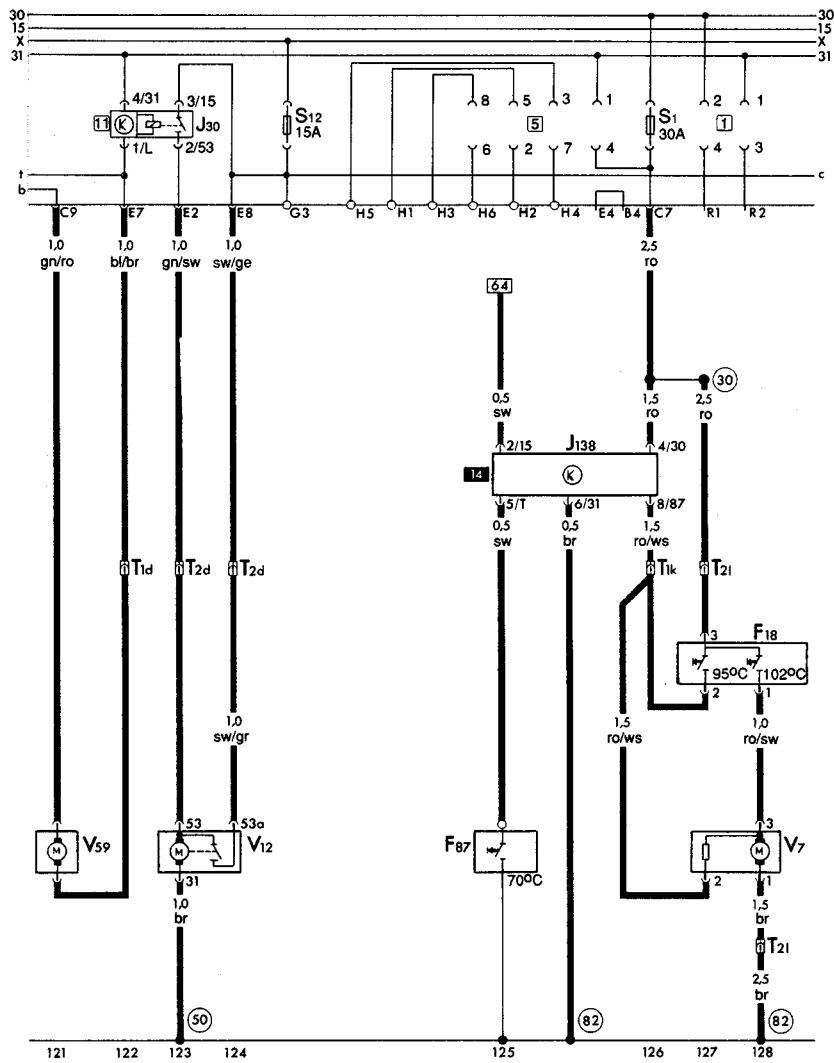 30 30
15 15
X X
31 31
4/31 3/15 8 5 3 1 2 1
11 K J30 S12 15A 5 S1 30A 1
1/L 2/53 6 2 7 4 4 3
t c
b
C9 E7 E2 E8 G3 H5 H1 H3 H6 H2 H4 E4 B4 C7 R1 R2
1,0 1,0 1,0 1,0 2,5
gn/ro bl/br gn/sw sw/ge ro
64
30
0,5 1,5 2,5
sw ro ro
2/15 J138 4/30
14 K
5/T 6/31 8/87
0,5 0,5 1,5
sw br ro/ws
T1d T2d T2d T1k T2l
3 F18
95°C 102°C
2 1
1,0 1,5 1,0
sw/gr ro/ws ro/sw
53 53a 3
M V59 M V12 F87 M V7
70°C
31 2 1
1,0 1,5
br br
T2l
2,5
br
50 82 82
121 122 123 124 125 126 127 128